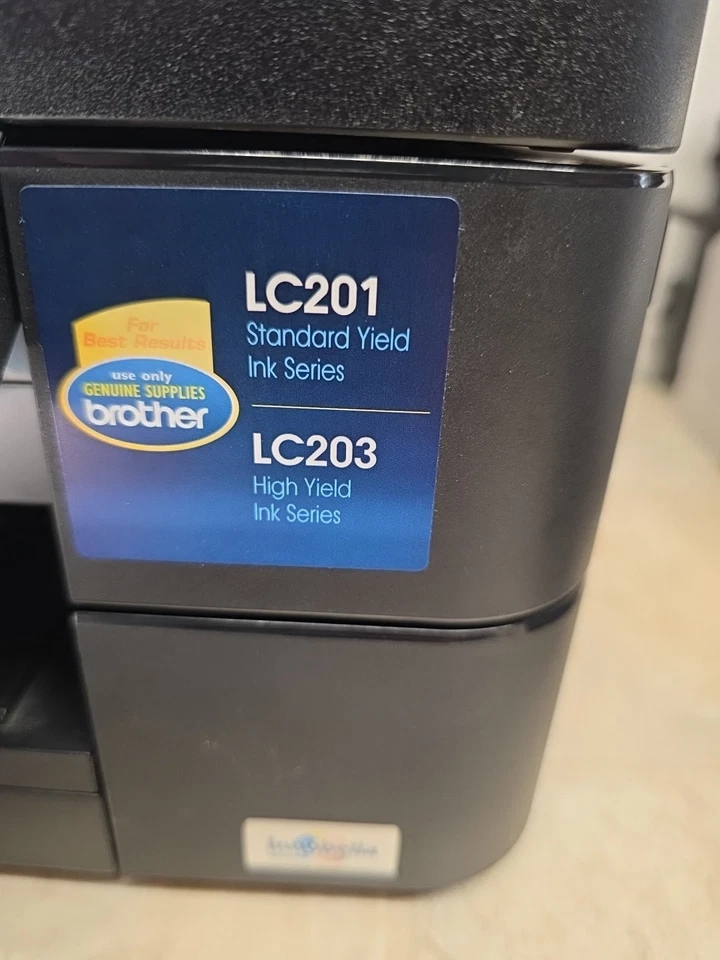 For
Best Results
use only
GENUINE SUPPLIES
brother
LC201
Standard Yield
Ink Series
LC203
High Yield
Ink Series